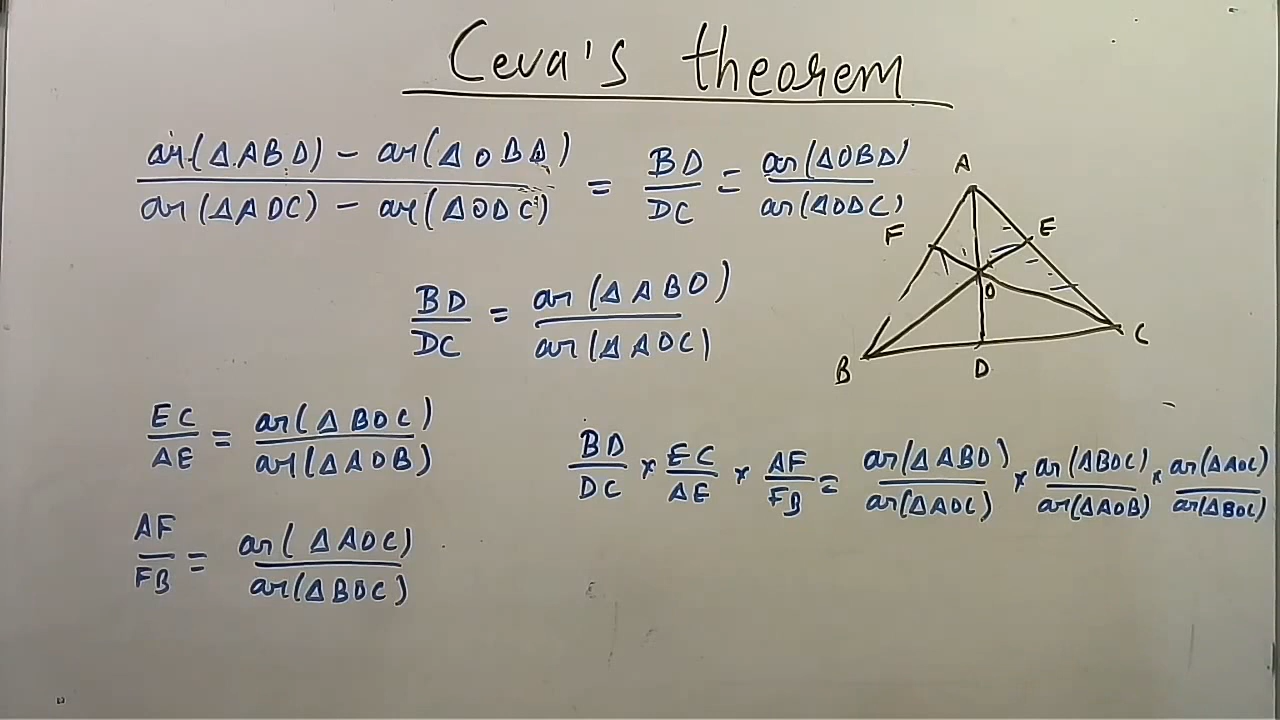 Ceva's theorem
ar(ΔABD) - ar(ΔOBD)
ar(ΔADC) - ar(ΔODC)
=
BD
DC
=
ar(ΔOBD)
ar(ΔODC)
A
F
E
O
B
D
C
BD
DC
=
ar(ΔABO)
ar(ΔAOC)
EC
AE
=
ar(ΔBOC)
ar(ΔAOB)
BD
DC
×
EC
AE
×
AF
FB
=
ar(ΔABO)
ar(ΔAOC)
×
ar(ΔBOC)
ar(ΔAOB)
×
ar(ΔAOC)
ar(ΔBOC)
AF
FB
=
ar(ΔAOC)
ar(ΔBOC)